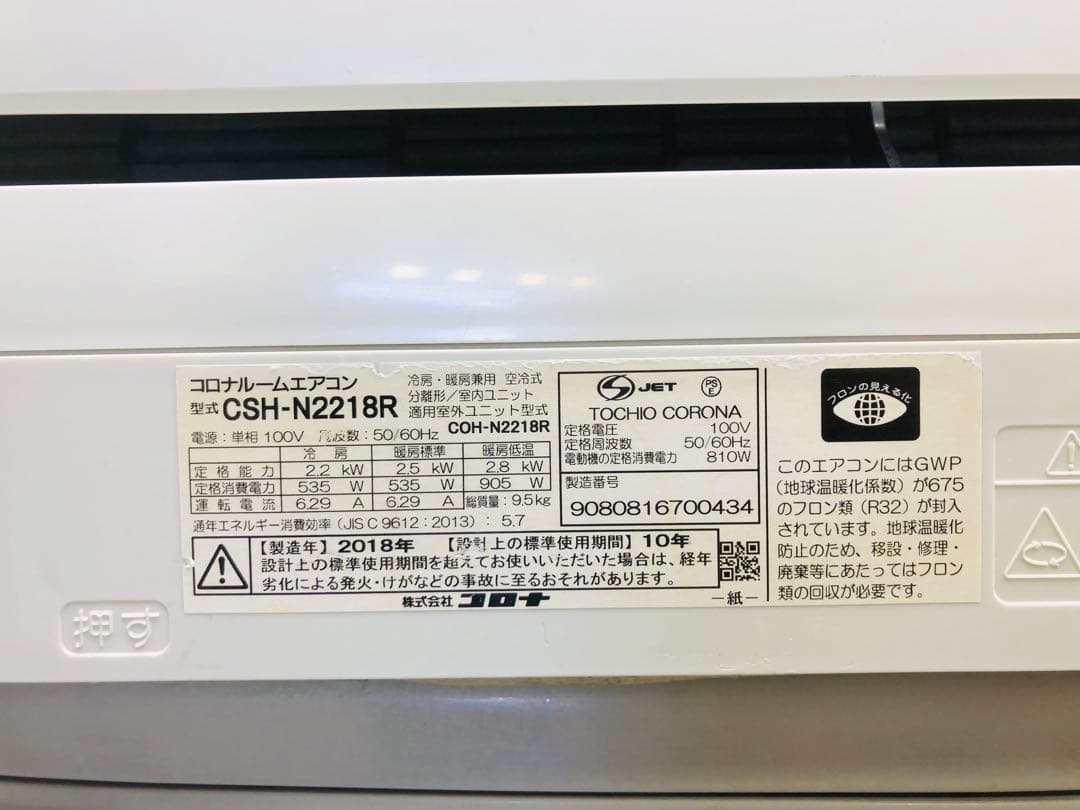 コロナルームエアコン
型式 CSH-N2218R
冷房・暖房兼用 空冷式
分離形／室内ユニット
適用室外ユニット型式
COH-N2218R
電源：単相 100V 周波数：50/60Hz
冷 房 暖房標準 暖房低温
定格能力 2.2 kW 2.5 kW 2.8 kW
定格消費電力 535 W 535 W 905 W
運転電流 6.29 A 6.29 A 総質量：9.5kg
通年エネルギー消費効率（JIS C 9612：2013）：5.7
S JET PSE
TOCHIO CORONA
定格電圧 100V
定格周波数 50/60Hz
電動機の定格消費電力 810W
製造番号
9080816700434
【製造年】2018年 【設計上の標準使用期間】10年
設計上の標準使用期間を超えてお使いいただいた場合は、経年
劣化による発火・けがなどの事故に至るおそれがあります。
株式会社 コロナ
－紙－
フロンの見える化
このエアコンにはGWP
（地球温暖化係数）が675
のフロン類（R32）が封入
されています。地球温暖化
防止のため、移設・修理・
廃棄等にあたってはフロン
類の回収が必要です。
押す